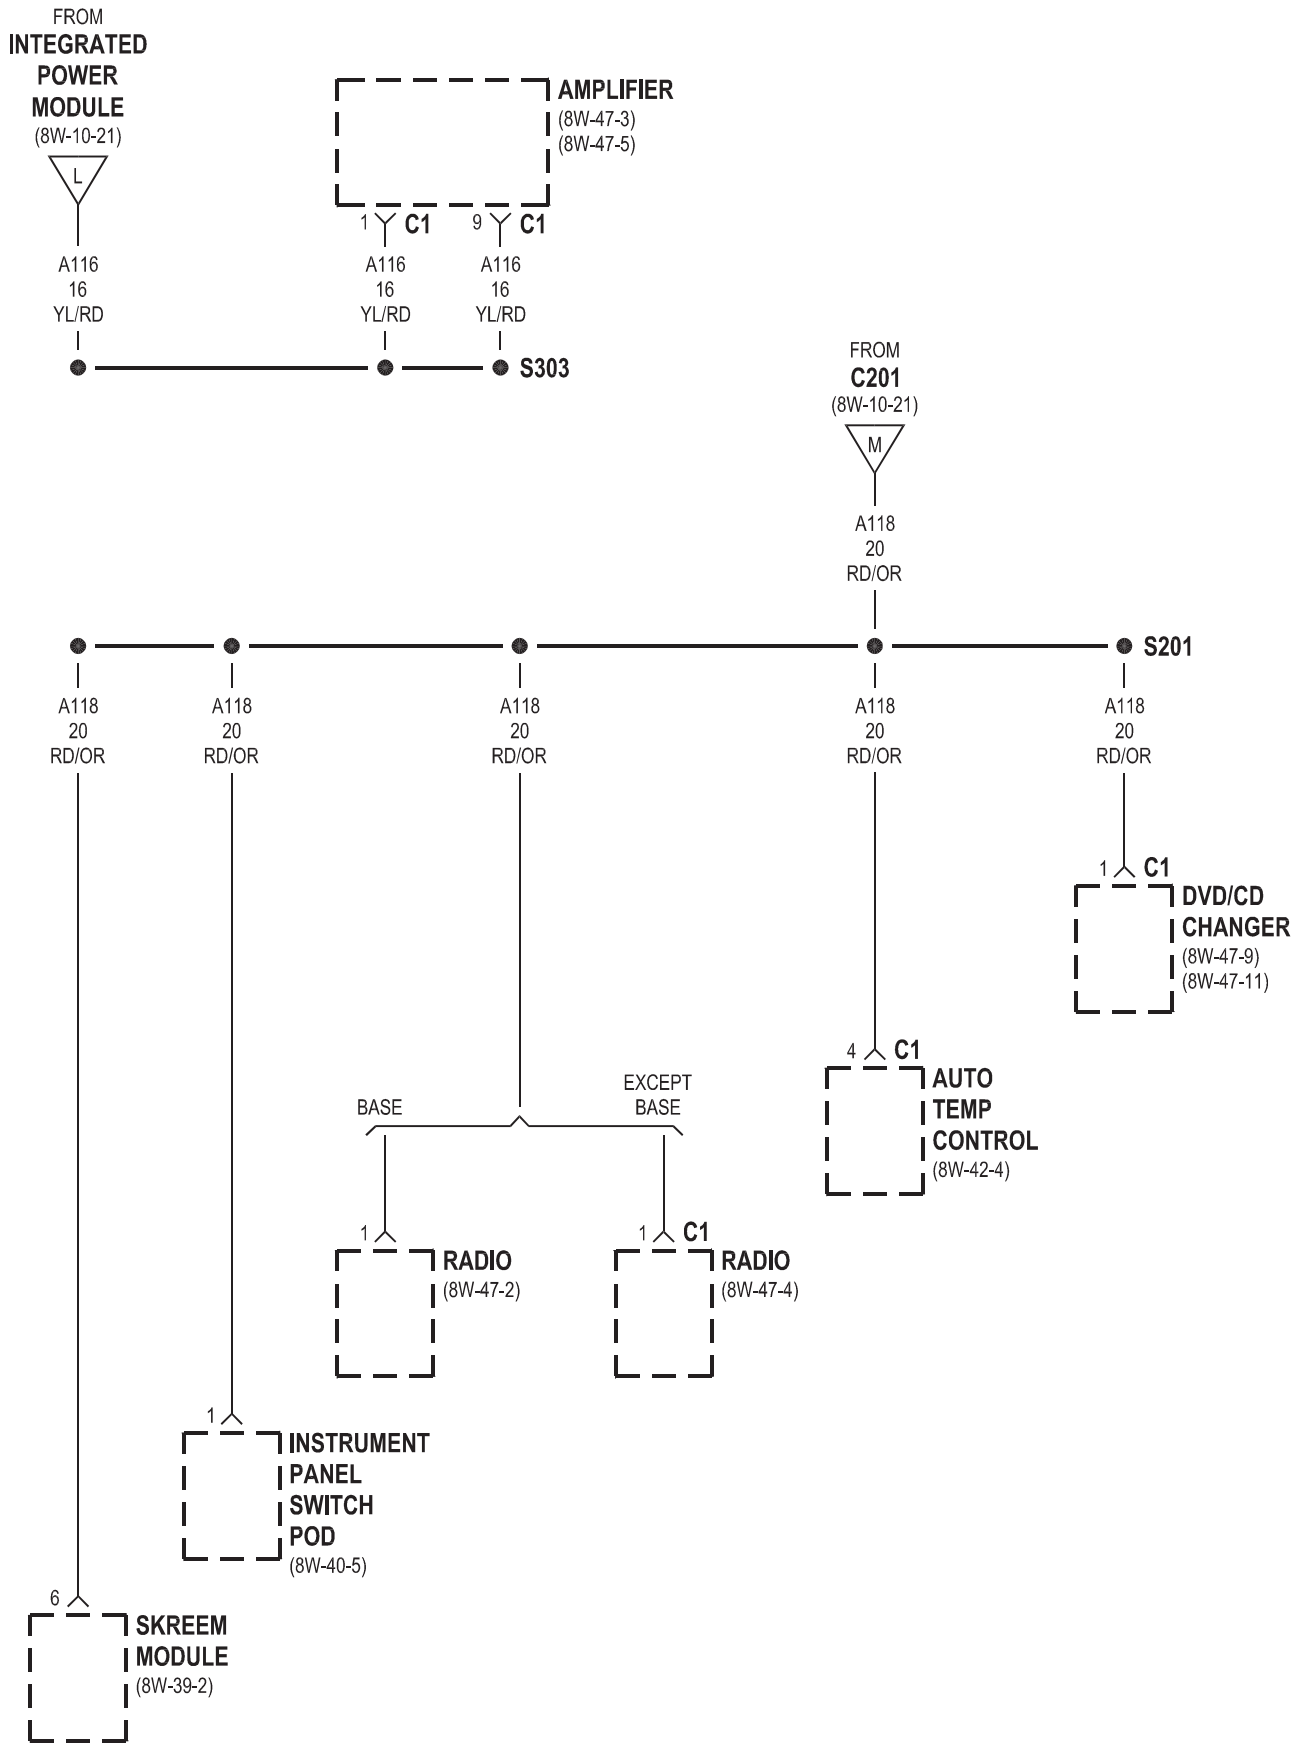 FROM
INTEGRATED
POWER
MODULE
(8W-10-21)
L
AMPLIFIER
(8W-47-3)
(8W-47-5)
1 C1
9 C1
A116
16
YL/RD
A116
16
YL/RD
A116
16
YL/RD
S303
FROM
C201
(8W-10-21)
M
A118
20
RD/OR
S201
A118
20
RD/OR
A118
20
RD/OR
A118
20
RD/OR
A118
20
RD/OR
A118
20
RD/OR
1 C1
DVD/CD
CHANGER
(8W-47-9)
(8W-47-11)
4 C1
AUTO
TEMP
CONTROL
(8W-42-4)
BASE
EXCEPT
BASE
1
RADIO
(8W-47-2)
1 C1
RADIO
(8W-47-4)
1
INSTRUMENT
PANEL
SWITCH
POD
(8W-40-5)
6
SKREEM
MODULE
(8W-39-2)